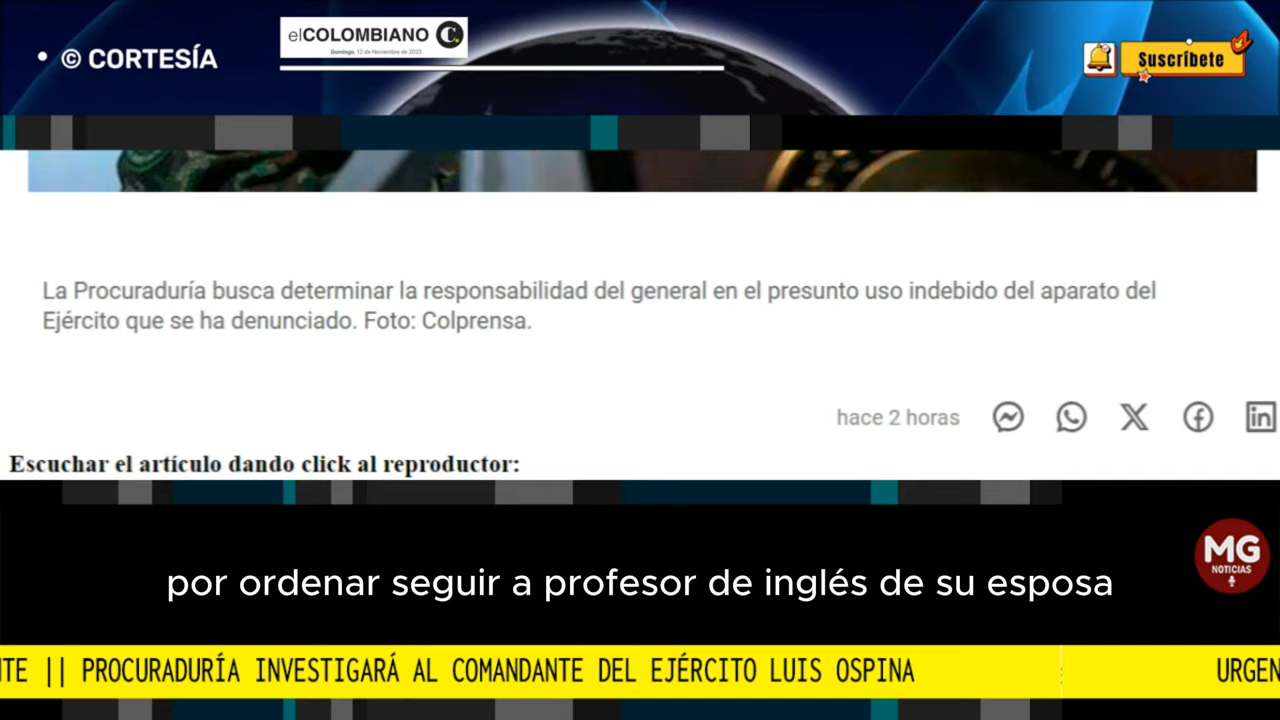 • © CORTESÍA
elCOLOMBIANO
Domingo, 12 de Noviembre de 2023
Suscríbete
La Procuraduría busca determinar la responsabilidad del general en el presunto uso indebido del aparato del
Ejército que se ha denunciado. Foto: Colprensa.
hace 2 horas
Escuchar el artículo dando click al reproductor:
por ordenar seguir a profesor de inglés de su esposa
MG
NOTICIAS
NTE || PROCURADURÍA INVESTIGARÁ AL COMANDANTE DEL EJÉRCITO LUIS OSPINA
URGEN